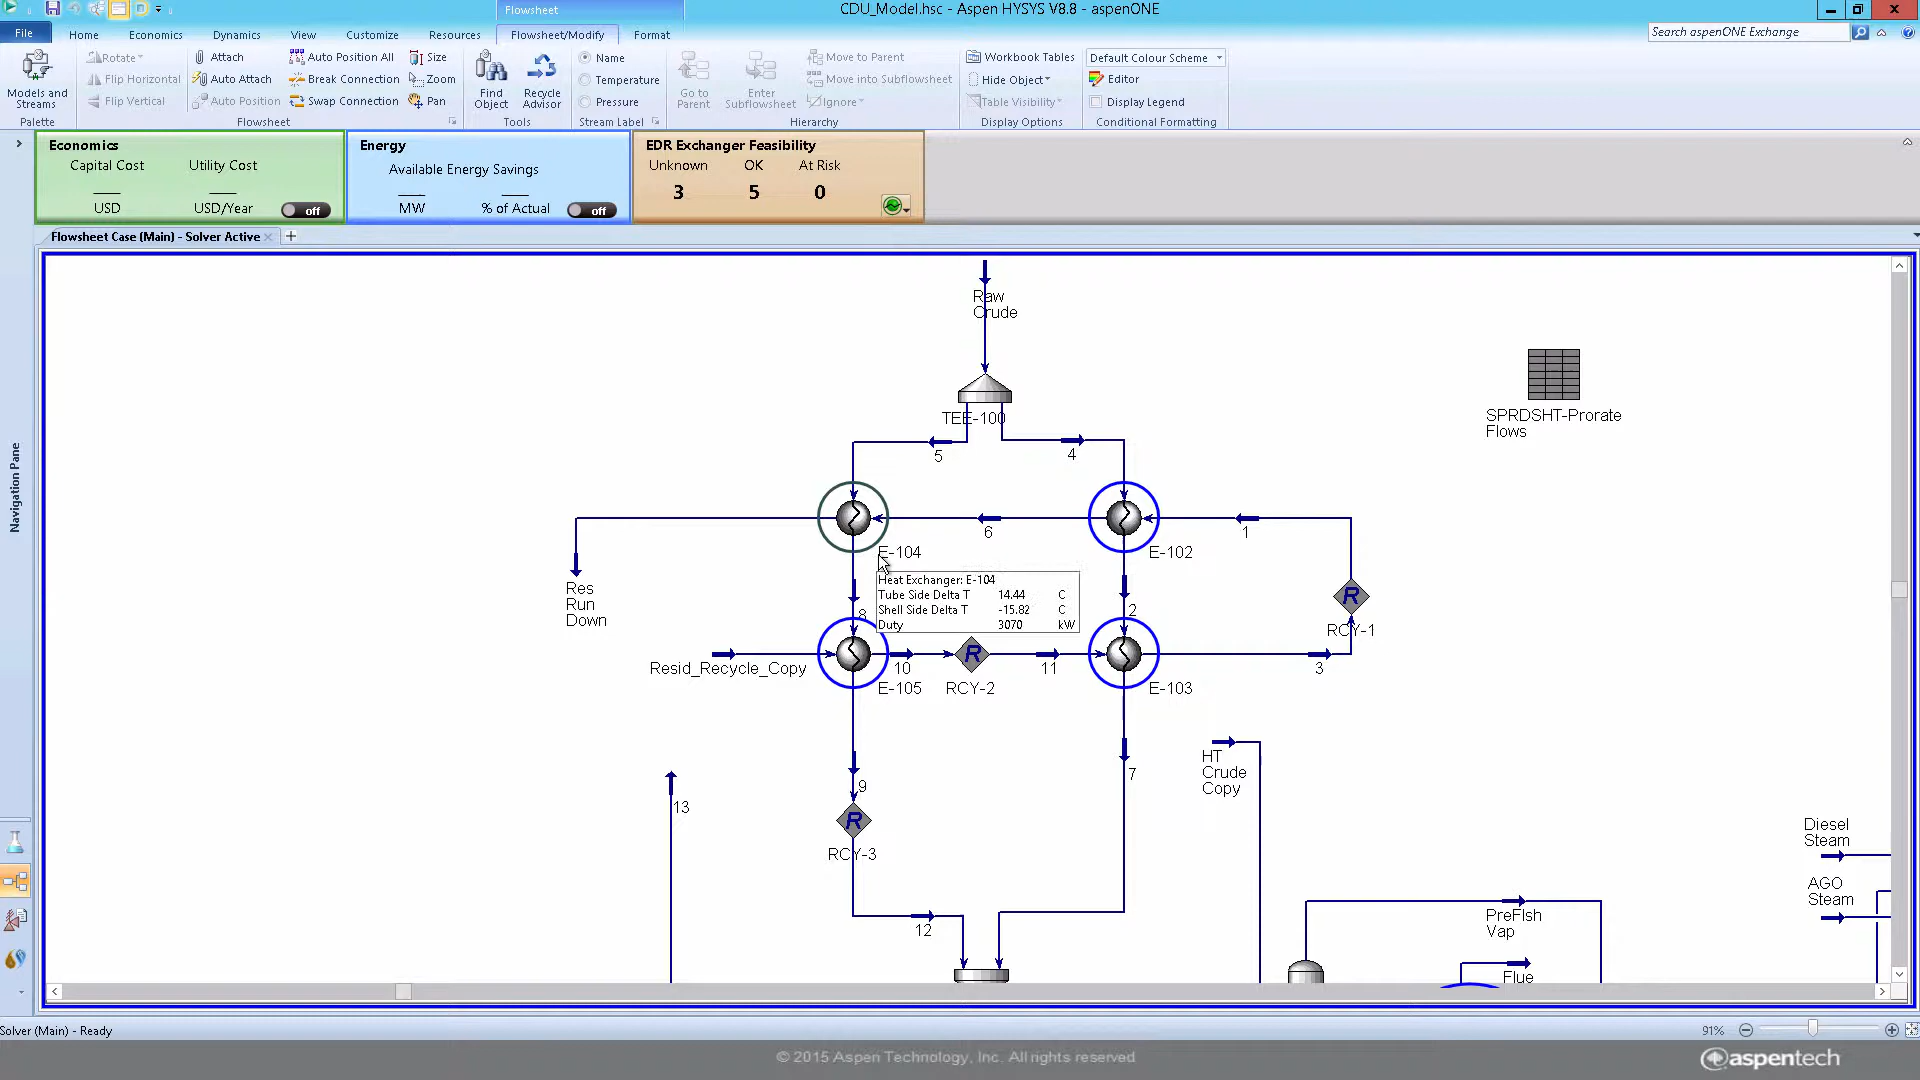 CDU_Model.hsc - Aspen HYSYS V8.8 - aspenONE
Flowsheet
File
Home
Economics
Dynamics
View
Customize
Resources
Flowsheet/Modify
Format
Search aspenONE Exchange
Models and
Streams
Palette
Rotate
Flip Horizontal
Flip Vertical
Attach
Auto Attach
Auto Position
Auto Position All
Break Connection
Swap Connection
Size
Zoom
Pan
Flowsheet
Find
Object
Recycle
Advisor
Tools
Name
Temperature
Pressure
Stream Label
Go to
Parent
Enter
Subflowsheet
Move to Parent
Move into Subflowsheet
Ignore
Hierarchy
Workbook Tables
Hide Object
Table Visibility
Display Options
Default Colour Scheme
Editor
Display Legend
Conditional Formatting
Economics
Capital Cost Utility Cost
USD USD/Year off
Energy
Available Energy Savings
MW % of Actual off
EDR Exchanger Feasibility
Unknown OK At Risk
3 5 0
Flowsheet Case (Main) - Solver Active
Navigation Pane
Raw
Crude
TEE-100
5
4
SPRDSHT-Prorate
Flows
6
1
E-104
E-102
Heat Exchanger: E-104
Tube Side Delta T 14.44 C
Shell Side Delta T -15.82 C
Duty 3070 kW
Res
Run
Down
8
2
R
RCY-1
Resid_Recycle_Copy
10
R
11
3
E-105
RCY-2
E-103
HT
Crude
Copy
13
9
7
R
RCY-3
12
Diesel
Steam
AGO
Steam
PreFlsh
Vap
Flue
Solver (Main) - Ready
91%
© 2015 Aspen Technology, Inc. All rights reserved
aspentech